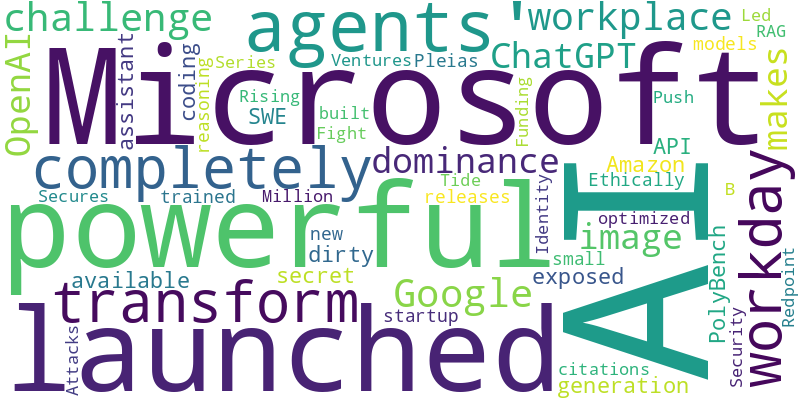 challenge
agents
'
workplace
Led
RAG
OpenAI
Microsoft
assistant
coding
reasoning
Series
Ventures
Pleias
ChatGPT
models
makes
Rising
SWE
built
Fight
Funding
Push
API
completely
dominance
Amazon
AI
Ethically
Secures
trained
Million
Tide
releases
Identity
optimized
B
workday
powerful
new
dirty
image
small
PolyBench
available
secret
exposed
Redpoint
transform
Google
startup
Security
launched
Attacks
citations
generation